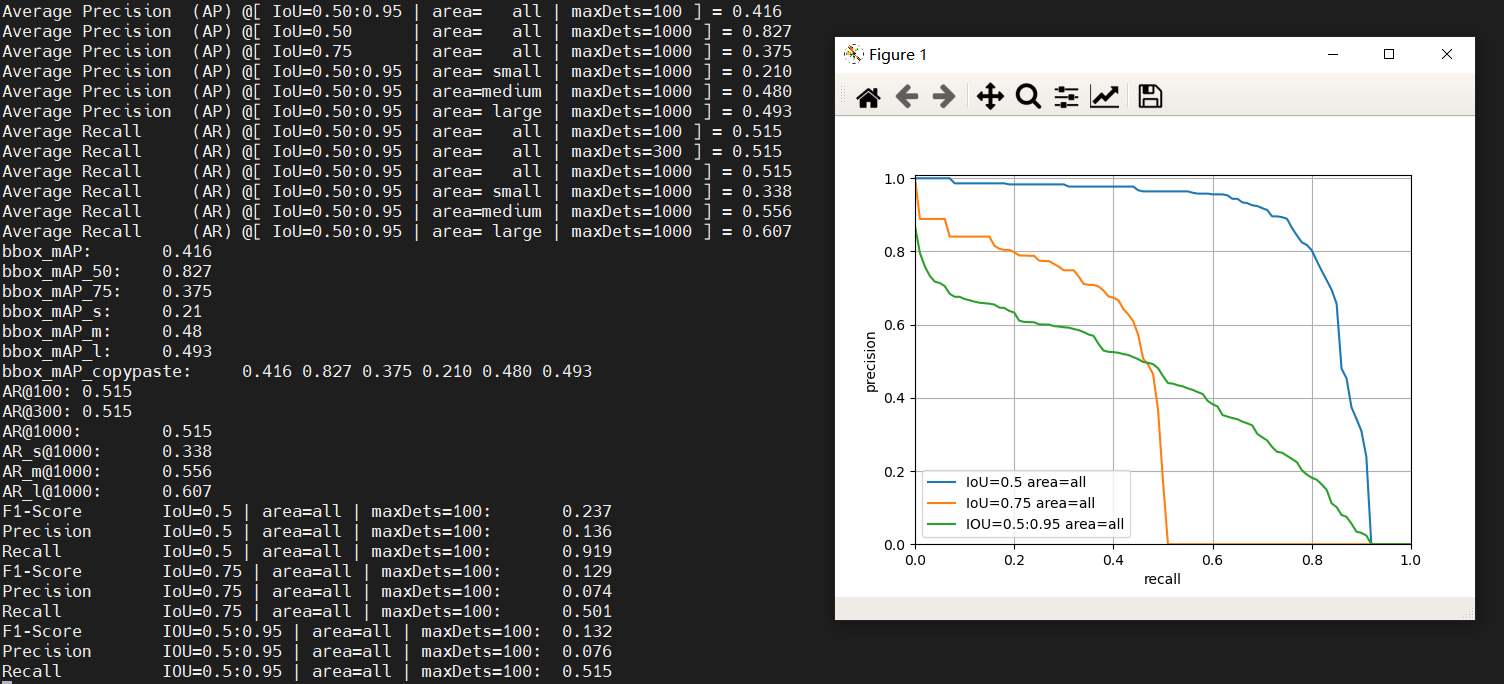 Average Precision  (AP) @[ IoU=0.50:0.95 | area=   all | maxDets=100 ] = 0.416
Average Precision  (AP) @[ IoU=0.50      | area=   all | maxDets=1000 ] = 0.827
Average Precision  (AP) @[ IoU=0.75      | area=   all | maxDets=1000 ] = 0.375
Average Precision  (AP) @[ IoU=0.50:0.95 | area= small | maxDets=1000 ] = 0.210
Average Precision  (AP) @[ IoU=0.50:0.95 | area=medium | maxDets=1000 ] = 0.480
Average Precision  (AP) @[ IoU=0.50:0.95 | area= large | maxDets=1000 ] = 0.493
Average Recall     (AR) @[ IoU=0.50:0.95 | area=   all | maxDets=100 ] = 0.515
Average Recall     (AR) @[ IoU=0.50:0.95 | area=   all | maxDets=300 ] = 0.515
Average Recall     (AR) @[ IoU=0.50:0.95 | area=   all | maxDets=1000 ] = 0.515
Average Recall     (AR) @[ IoU=0.50:0.95 | area= small | maxDets=1000 ] = 0.338
Average Recall     (AR) @[ IoU=0.50:0.95 | area=medium | maxDets=1000 ] = 0.556
Average Recall     (AR) @[ IoU=0.50:0.95 | area= large | maxDets=1000 ] = 0.607
bbox_mAP:       0.416
bbox_mAP_50:    0.827
bbox_mAP_75:    0.375
bbox_mAP_s:     0.21
bbox_mAP_m:     0.48
bbox_mAP_l:     0.493
bbox_mAP_copypaste:     0.416 0.827 0.375 0.210 0.480 0.493
AR@100: 0.515
AR@300: 0.515
AR@1000:        0.515
AR_s@1000:      0.338
AR_m@1000:      0.556
AR_l@1000:      0.607
F1-Score        IoU=0.5 | area=all | maxDets=100:       0.237
Precision       IoU=0.5 | area=all | maxDets=100:       0.136
Recall          IoU=0.5 | area=all | maxDets=100:       0.919
F1-Score        IoU=0.75 | area=all | maxDets=100:      0.129
Precision       IoU=0.75 | area=all | maxDets=100:      0.074
Recall          IoU=0.75 | area=all | maxDets=100:      0.501
F1-Score        IOU=0.5:0.95 | area=all | maxDets=100:  0.132
Precision       IOU=0.5:0.95 | area=all | maxDets=100:  0.076
Recall          IOU=0.5:0.95 | area=all | maxDets=100:  0.515
Figure 1
1.0
0.8
0.6
0.4
0.2
0.0
precision
IoU=0.5 area=all
IoU=0.75 area=all
IOU=0.5:0.95 area=all
0.0 0.2 0.4 0.6 0.8 1.0
recall